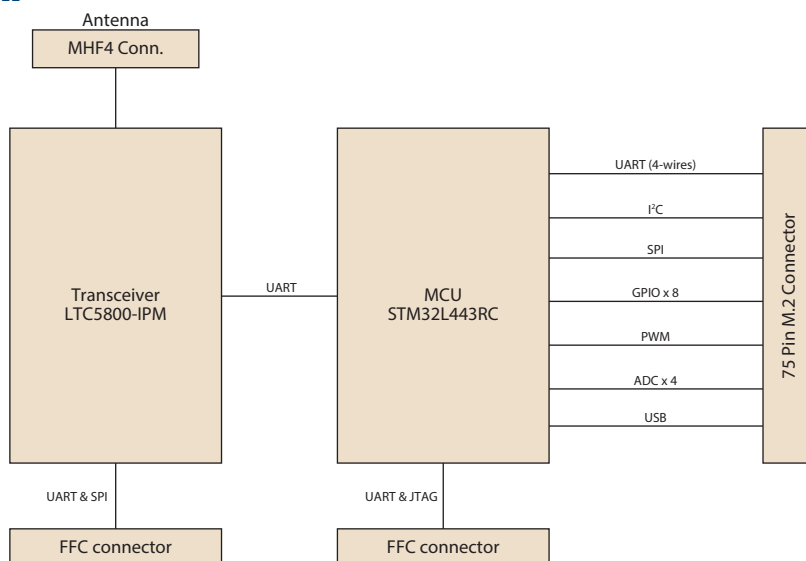 Antenna
MHF4 Conn.
Transceiver
LTC5800-IPM
UART
MCU
STM32L443RC
UART (4-wires)
I²C
SPI
GPIO x 8
PWM
ADC x 4
USB
75 Pin M.2 Connector
UART & SPI
UART & JTAG
FFC connector
FFC connector